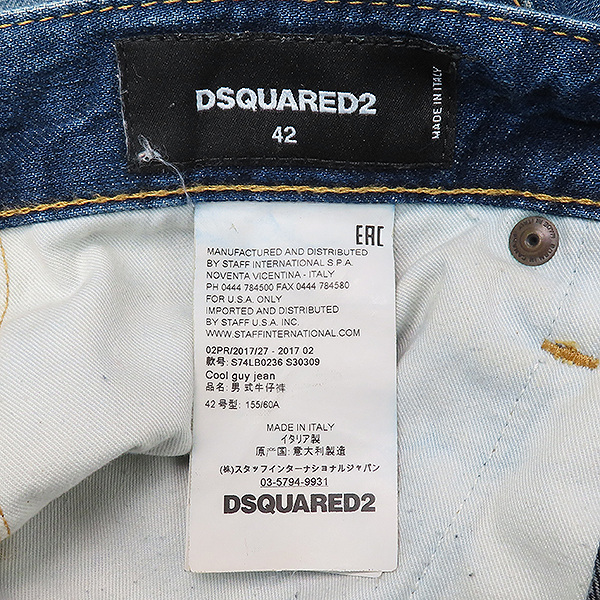 DSQUARED2
42
MADE IN ITALY
EAC
MANUFACTURED AND DISTRIBUTED
BY STAFF INTERNATIONAL S.P.A.
NOVENTA VICENTINA - ITALY
PH 0444 784500 FAX 0444 784580
FOR U.S.A. ONLY
IMPORTED AND DISTRIBUTED
BY STAFF U.S.A. INC.
WWW.STAFFINTERNATIONAL.COM
02PR/2017/27 - 2017 02
款号: S74LB0236 S30309
Cool guy jean
品名: 男 式牛仔裤
42 号型: 155/60A
MADE IN ITALY
イタリア製
原产国: 意大利製造
(株)スタッフインターナショナルジャパン
03-5794-9931
DSQUARED2